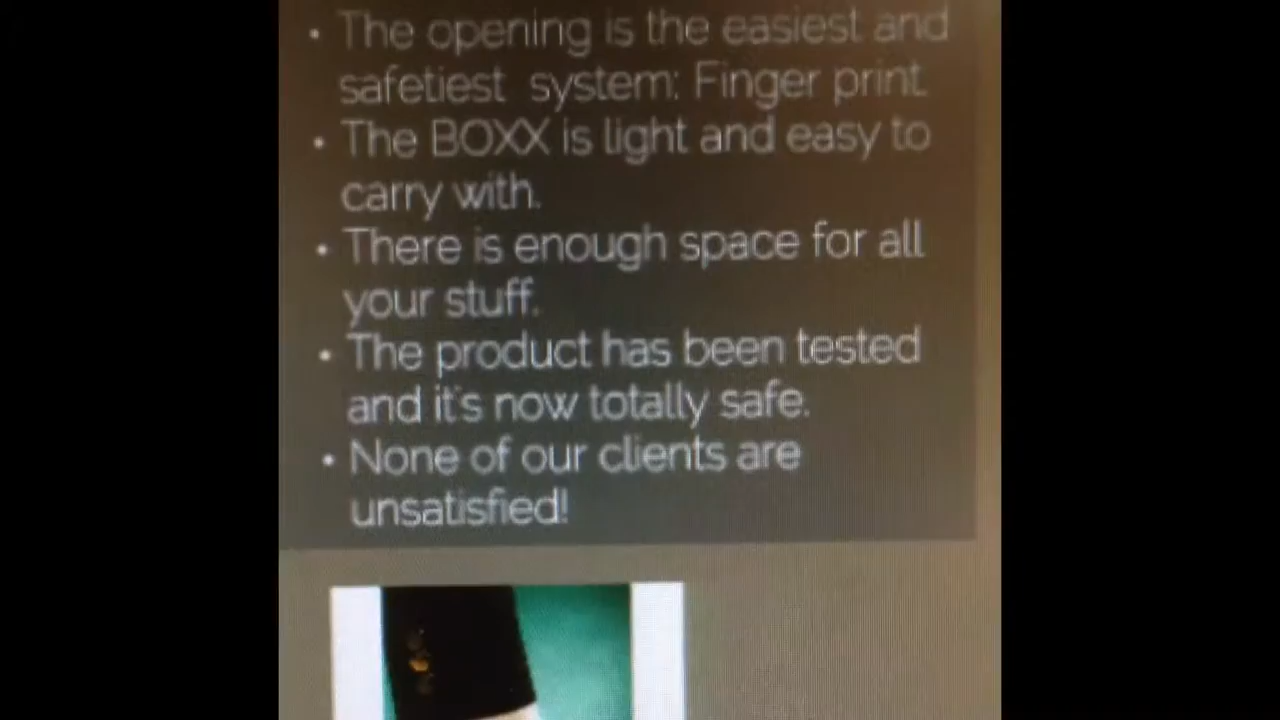 • The opening is the easiest and
safetiest system: Finger print
• The BOXX is light and easy to
carry with.
• There is enough space for all
your stuff.
• The product has been tested
and it's now totally safe.
• None of our clients are
unsatisfied!